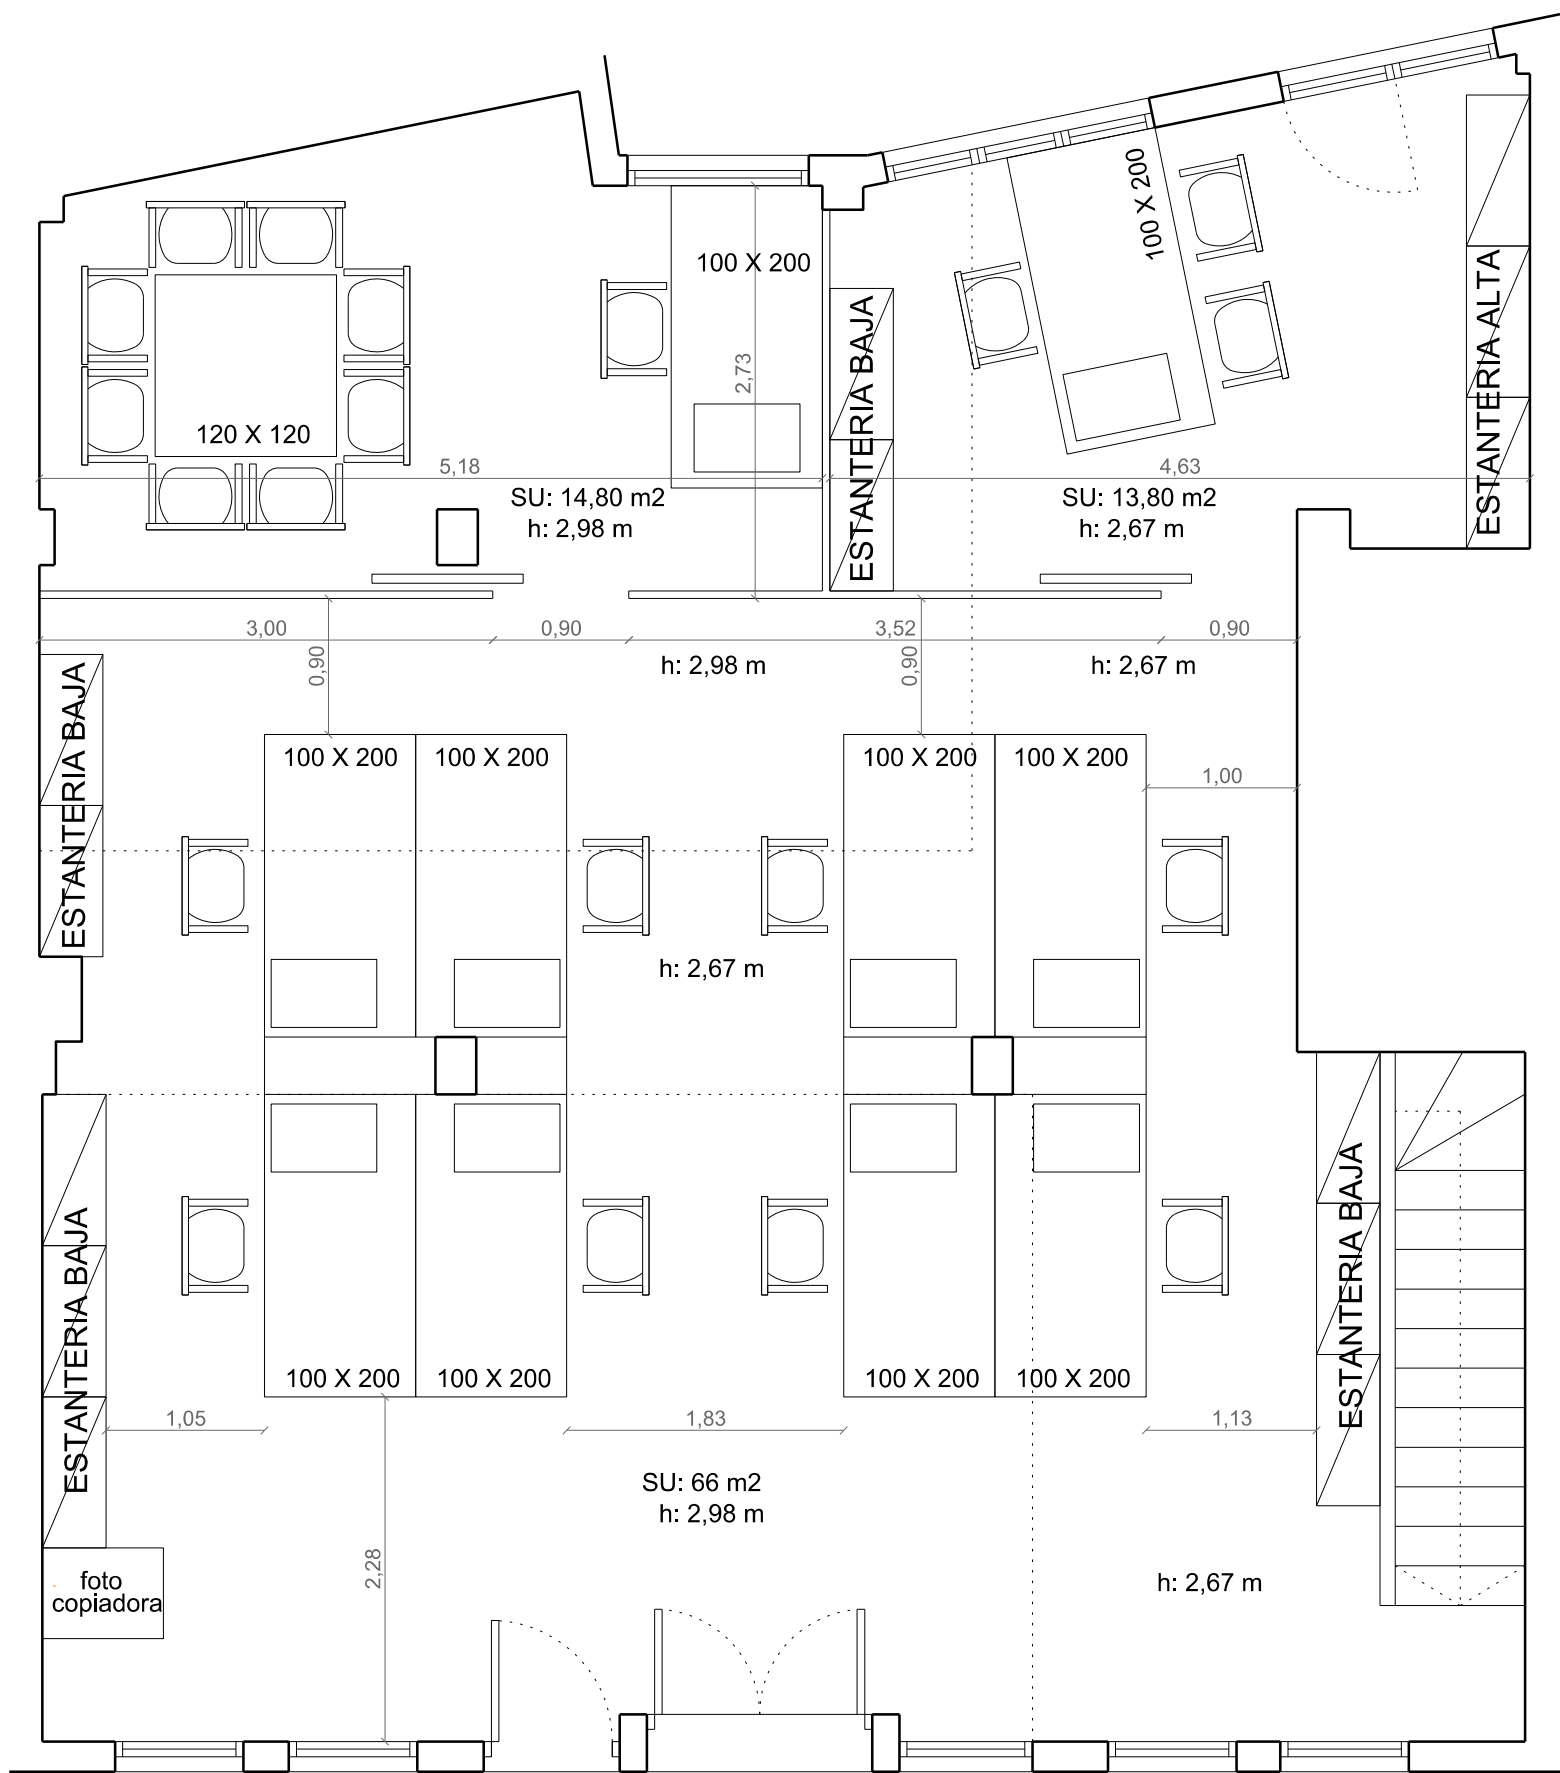 100 X 200
100 X 200
ESTANTERIA ALTA
ESTANTERIA BAJA
2,73
120 X 120
5,18
4,63
SU: 14,80 m2
h: 2,98 m
SU: 13,80 m2
h: 2,67 m
3,00
0,90
3,52
0,90
0,90
0,90
h: 2,98 m
h: 2,67 m
ESTANTERIA BAJA
100 X 200
100 X 200
100 X 200
100 X 200
1,00
h: 2,67 m
ESTANTERIA BAJA
ESTANTERIA BAJA
100 X 200
100 X 200
100 X 200
100 X 200
1,05
1,83
1,13
SU: 66 m2
h: 2,98 m
2,28
foto
copiadora
h: 2,67 m